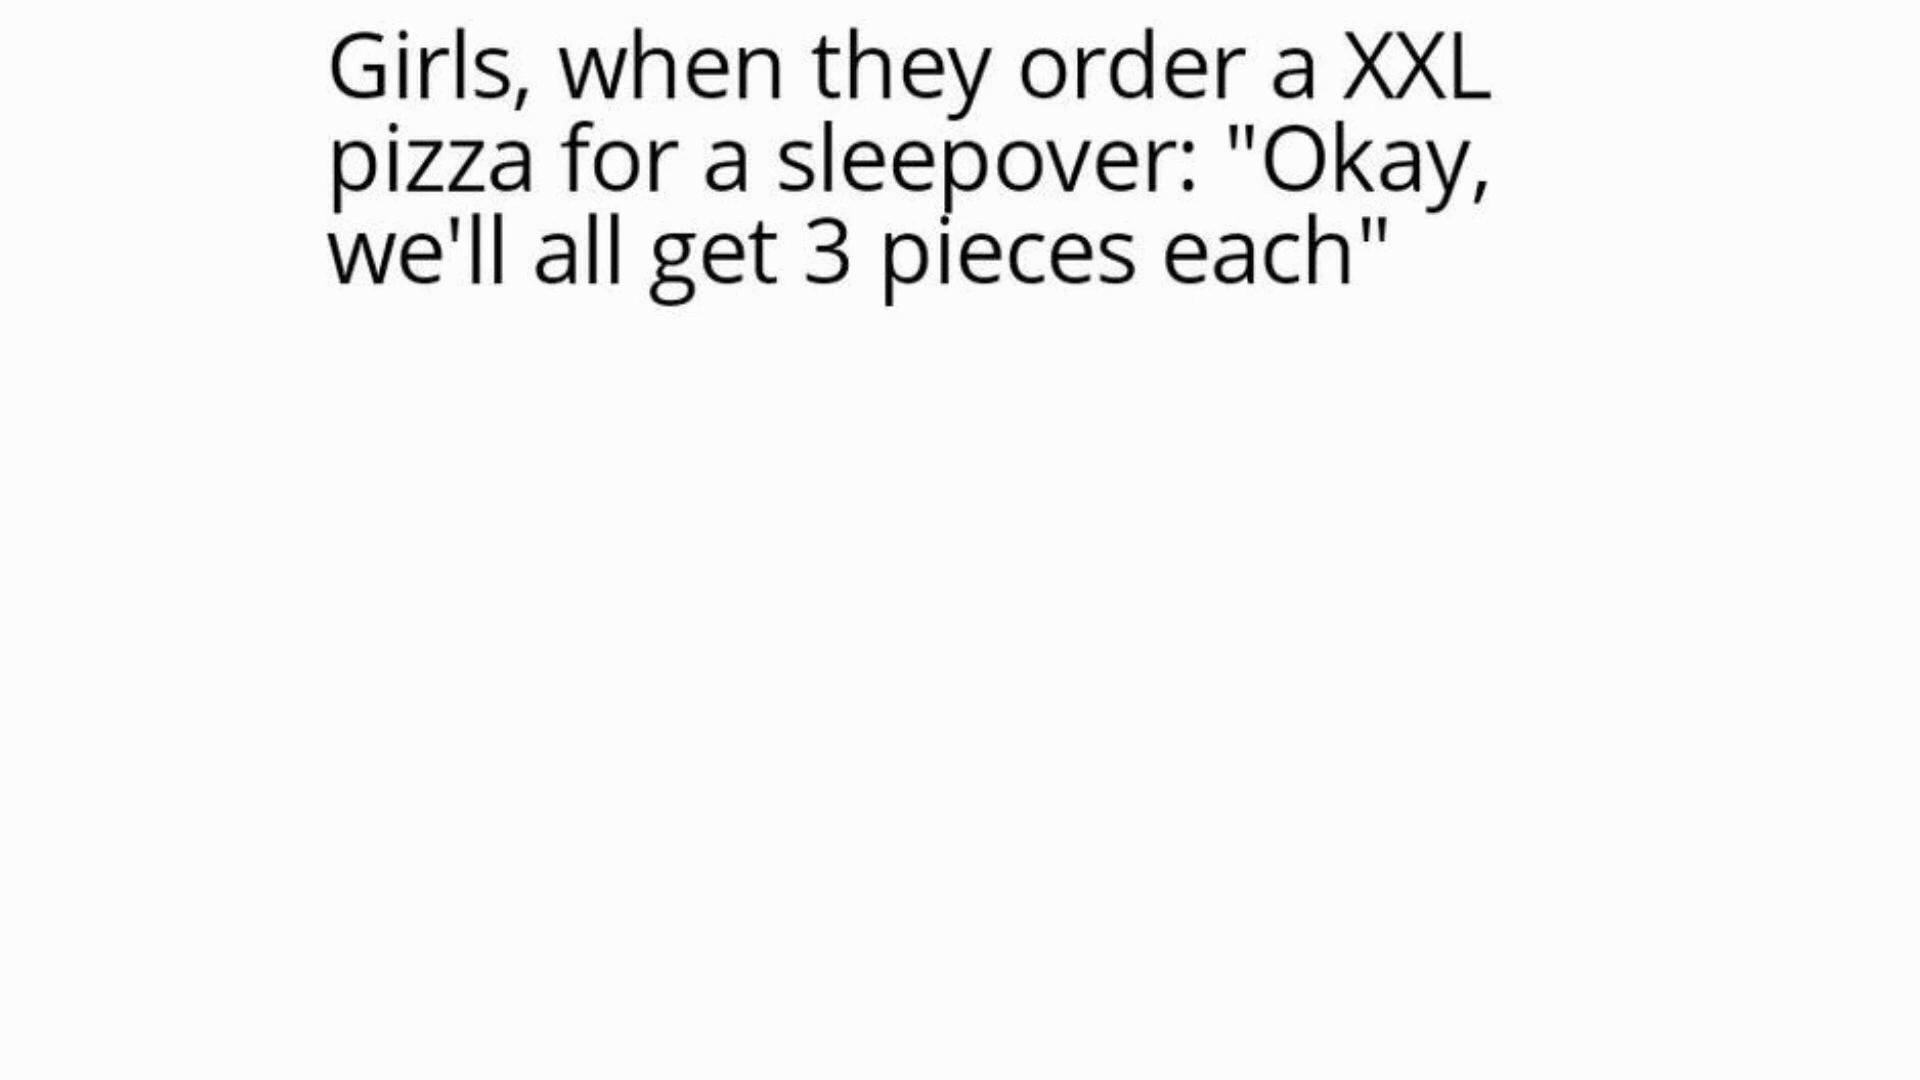 Girls, when they order a XXL
pizza for a sleepover: "Okay,
we'll all get 3 pieces each"